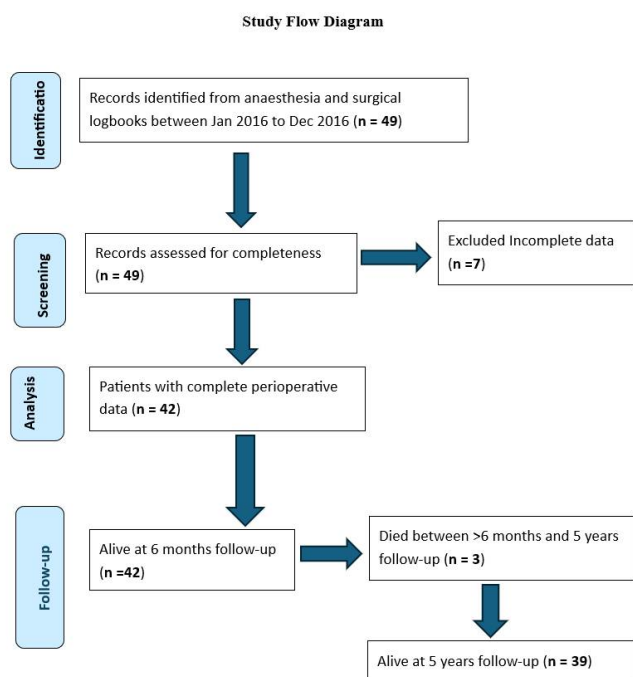 Study Flow Diagram
Identificatio
Records identified from anaesthesia and surgical
logbooks between Jan 2016 to Dec 2016 (n = 49)
Screening
Records assessed for completeness
(n = 49)
Excluded Incomplete data
(n =7)
Analysis
Patients with complete perioperative
data (n = 42)
Follow-up
Alive at 6 months follow-up
(n =42)
Died between >6 months and 5 years
follow-up (n = 3)
Alive at 5 years follow-up (n = 39)